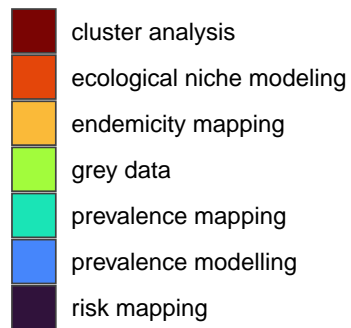 cluster analysis
ecological niche modeling
endemicity mapping
grey data
prevalence mapping
prevalence modelling
risk mapping